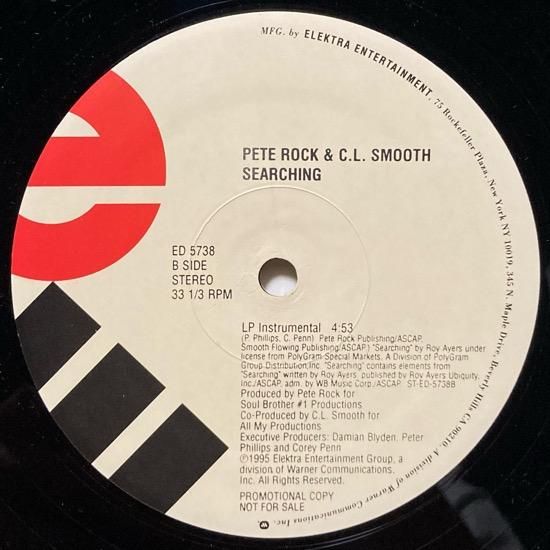 MFG. by ELEKTRA ENTERTAINMENT, 75 Rockefeller Plaza, New York NY 10019, 345 N. Maple Drive, Beverly Hills CA 90210. A division of Warner Communications Inc.
PETE ROCK & C.L. SMOOTH
SEARCHING
ED 5738
B SIDE
STEREO
33 1/3 RPM
LP Instrumental 4:53
(P. Phillips, C. Penn) Pete Rock Publishing/ASCAP,
Smooth Flowing Publishing/ASCAP.) "Searching" by Roy Ayers under
license from PolyGram Special Markets, A Division of PolyGram
Group Distribution, Inc. "Searching" contains elements from
"Searching" written by Roy Ayers, published by Roy Ayers Ubiquity,
Inc./ASCAP, adm. by WB Music Corp./ASCAP. ST-ED-5738B
Produced by Pete Rock for
Soul Brother #1 Productions
Co-Produced by C.L. Smooth for
All My Productions
Executive Producers: Damian Blyden, Peter
Phillips and Corey Penn
℗1995 Elektra Entertainment Group, a
division of Warner Communications
Inc. All Rights Reserved.
PROMOTIONAL COPY
NOT FOR SALE